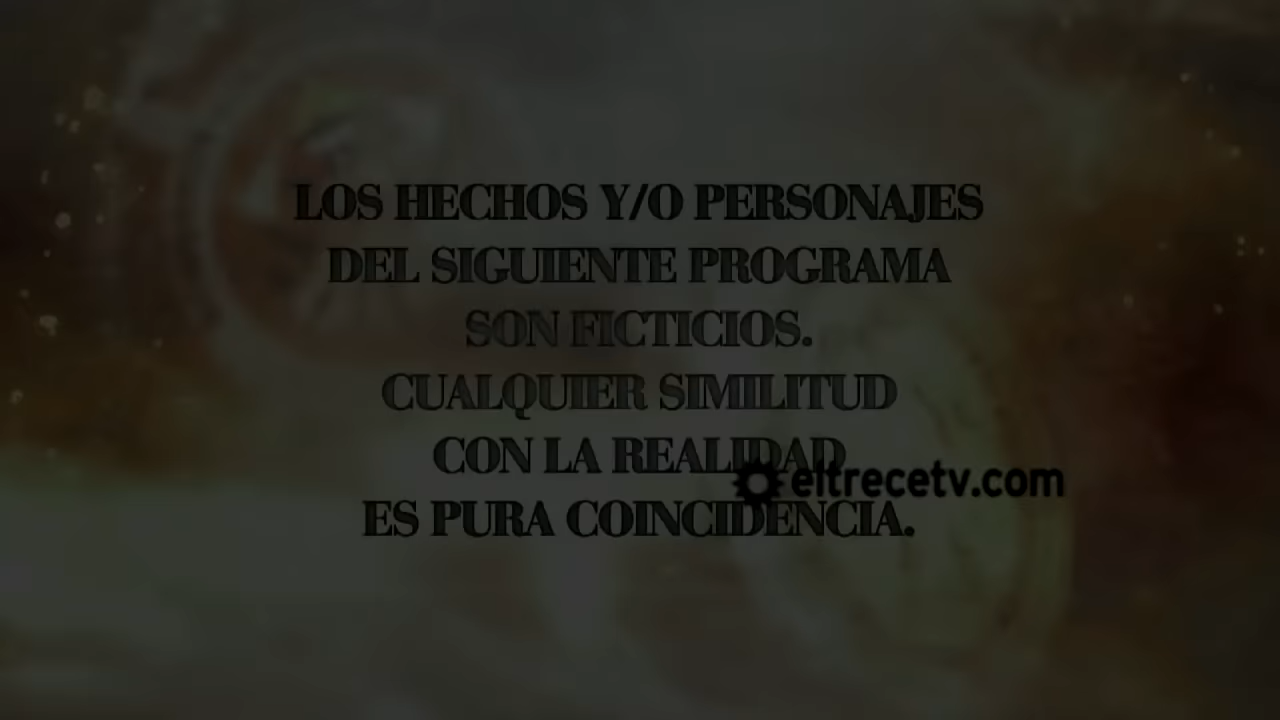 LOS HECHOS Y/O PERSONAJES
DEL SIGUIENTE PROGRAMA
SON FICTICIOS.
CUALQUIER SIMILITUD
CON LA REALIDAD
eltrecetv.com
ES PURA COINCIDENCIA.